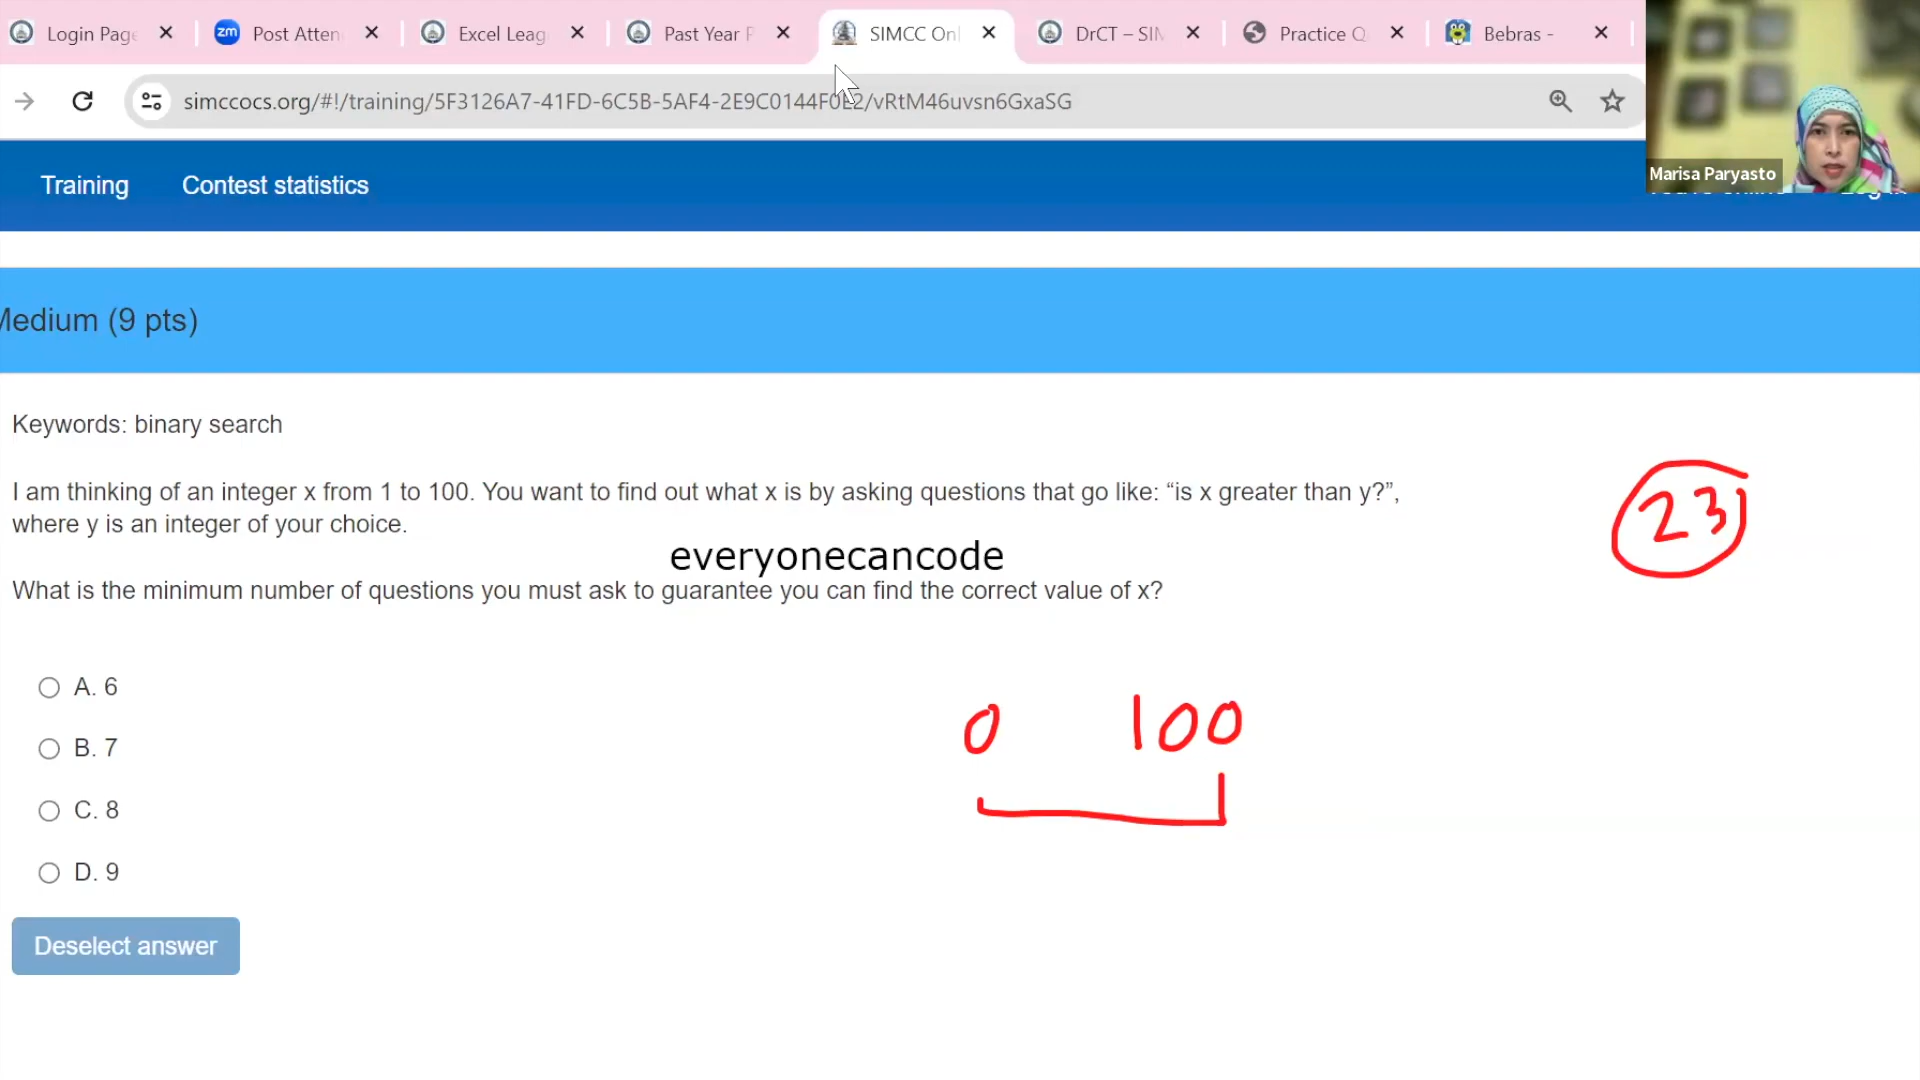 Login Page
Post Atten
Excel Leag
Past Year P
SIMCC Onl
DrCT – SIM
Practice Q
Bebras -
simccocs.org/#!/training/5F3126A7-41FD-6C5B-5AF4-2E9C0144F0E2/vRtM46uvsn6GxaSG
Marisa Paryasto
Training
Contest statistics
Medium (9 pts)
Keywords: binary search
I am thinking of an integer x from 1 to 100. You want to find out what x is by asking questions that go like: “is x greater than y?”,
where y is an integer of your choice.
23
everyonecancode
What is the minimum number of questions you must ask to guarantee you can find the correct value of x?
A. 6
B. 7
C. 8
D. 9
0 100
Deselect answer